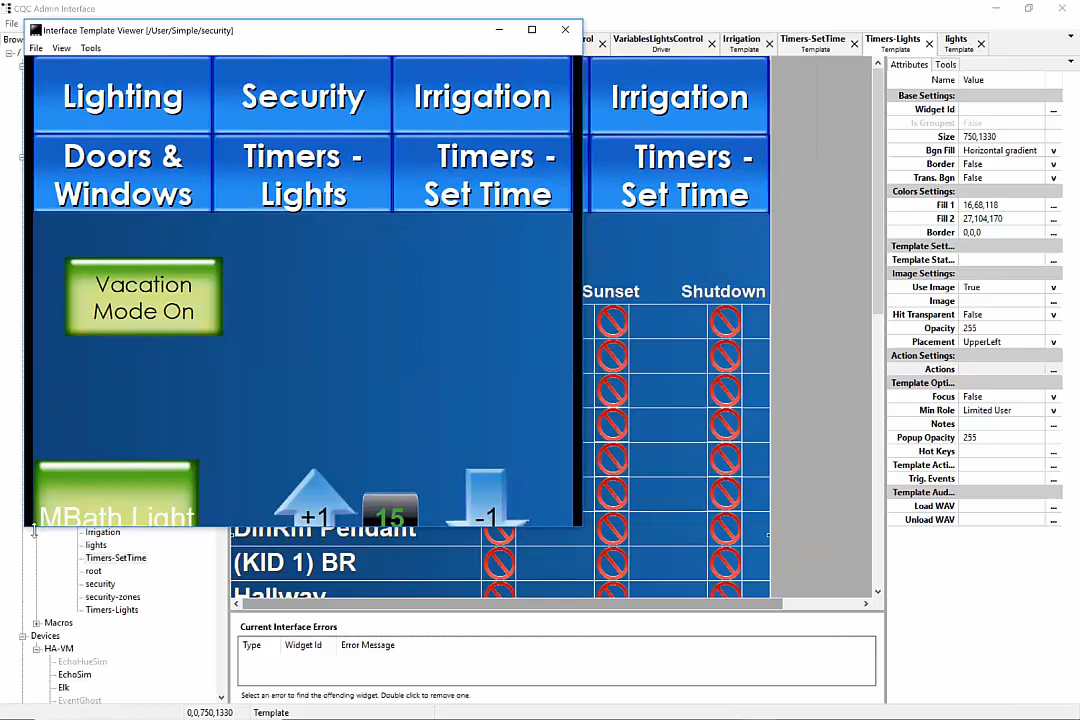 CQC Admin Interface
File
Brow
Interface Template Viewer [/User/Simple/security]
File View Tools
Lighting Security Irrigation Irrigation
Doors & Timers - Timers - Timers -
Windows Lights Set Time Set Time
Vacation
Mode On
MBath Light +1 15 -1
VariablesLightsControl
Driver
Irrigation
Template
Timers-SetTime
Template
Timers-Lights
Template
lights
Template
Sunset Shutdown
DinRm Pendant
(KID 1) BR
Hallway
Irrigation
lights
Timers-SetTime
root
security
security-zones
Timers-Lights
Macros
Devices
HA-VM
EchoHueSim
EchoSim
Elk
EventGhost
Current Interface Errors
Type Widget Id Error Message
Select an error to find the offending widget. Double click to remove one.
0,0,750,1330 Template
Attributes Tools
Name Value
Base Settings:
Widget Id ...
Is Grouped False
Size 750,1330
Bgn Fill Horizontal gradient v
Border False v
Trans. Bgn False v
Colors Settings:
Fill 1 16,68,118 ...
Fill 2 27,104,170 ...
Border 0,0,0 ...
Template Sett...
Template Stat... ...
Image Settings:
Use Image True v
Image ...
Hit Transparent False v
Opacity 255
Placement UpperLeft v
Action Settings:
Actions ...
Template Opti...
Focus False v
Min Role Limited User v
Notes ...
Popup Opacity 255
Hot Keys ...
Template Acti...
Trig. Events ...
Template Aud...
Load WAV ...
Unload WAV ...